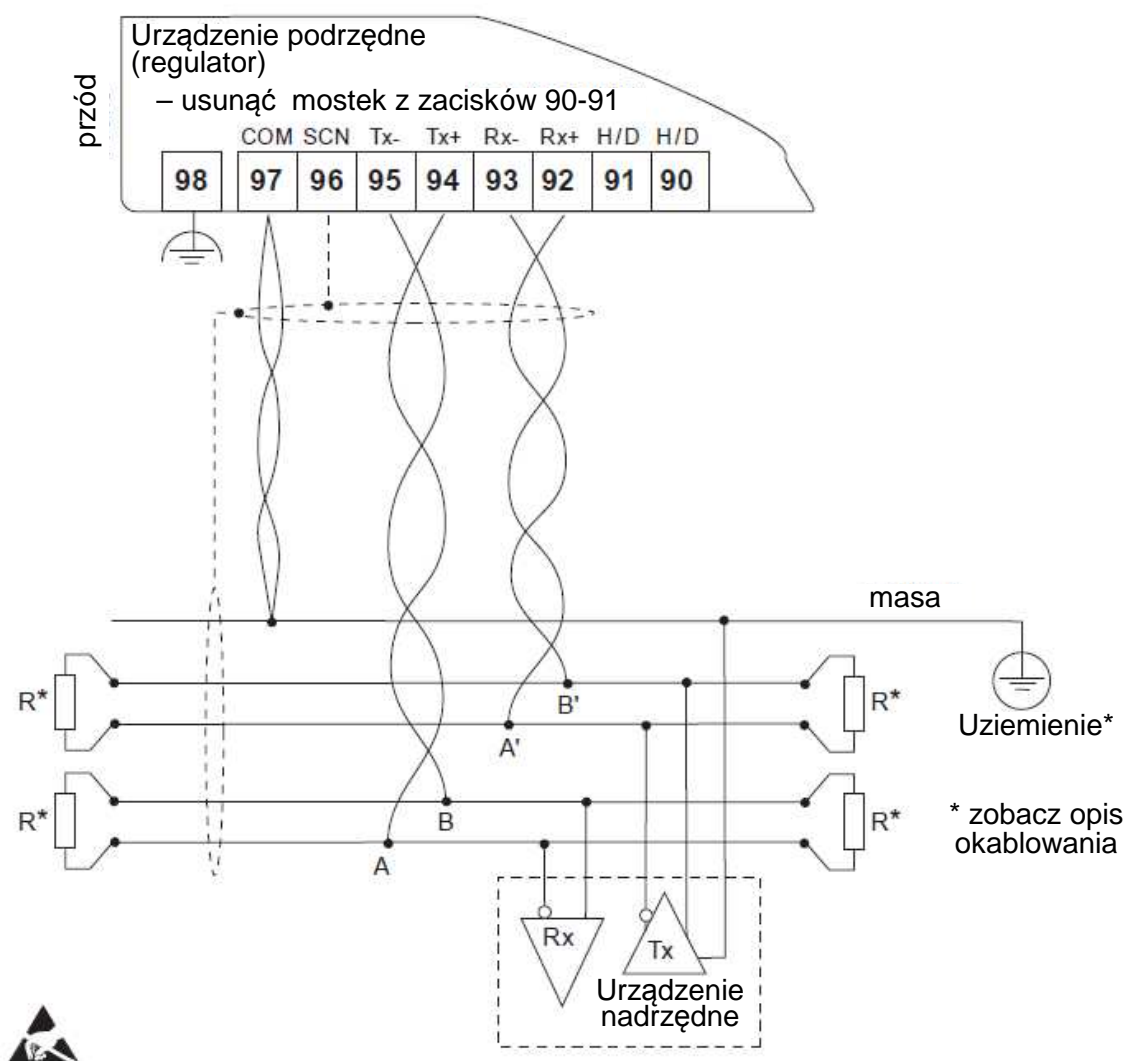 Urządzenie podrzędne
(regulator)
– usunąć mostek z zacisków 90-91
przód
COM SCN Tx- Tx+ Rx- Rx+ H/D H/D
98 97 96 95 94 93 92 91 90
masa
R* B' R*
A' Uziemienie*
R* B R*
A
* zobacz opis
okablowania
Rx Tx
Urządzenie
nadrzędne